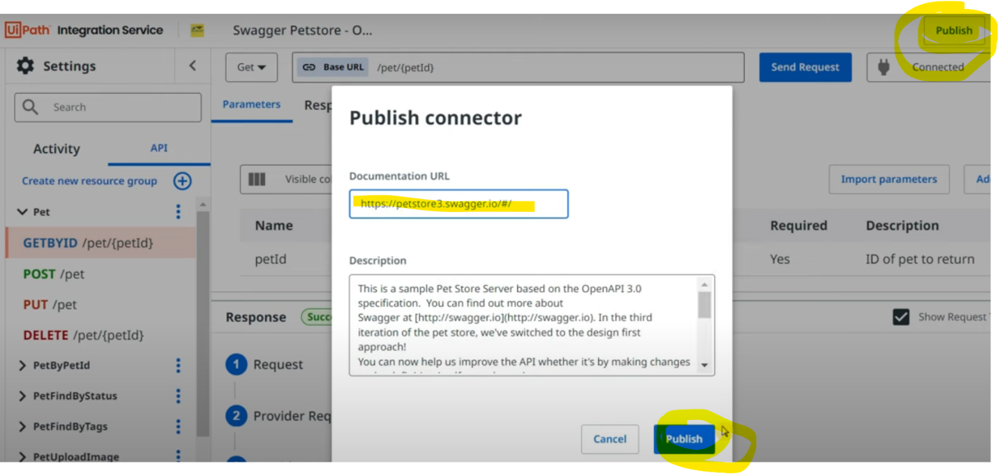 UiPath Integration Service
Swagger Petstore - O...
Publish
Settings
Get
Base URL /pet/{petId}
Send Request
Connected
Search
Parameters
Resp
Activity
API
Create new resource group
Visible co
Import parameters
Ad
Pet
GETBYID /pet/{petId}
POST /pet
PUT /pet
DELETE /pet/{petId}
PetByPetId
PetFindByStatus
PetFindByTags
PetUploadImage
Name
Required
Description
petId
Yes
ID of pet to return
Response
Succ
Show Request
1 Request
2 Provider Req
Publish connector
Documentation URL
https://petstore3.swagger.io/#/
Description
This is a sample Pet Store Server based on the OpenAPI 3.0
specification. You can find out more about
Swagger at [http://swagger.io](http://swagger.io). In the third
iteration of the pet store, we've switched to the design first
approach!
You can now help us improve the API whether it's by making changes
Cancel
Publish